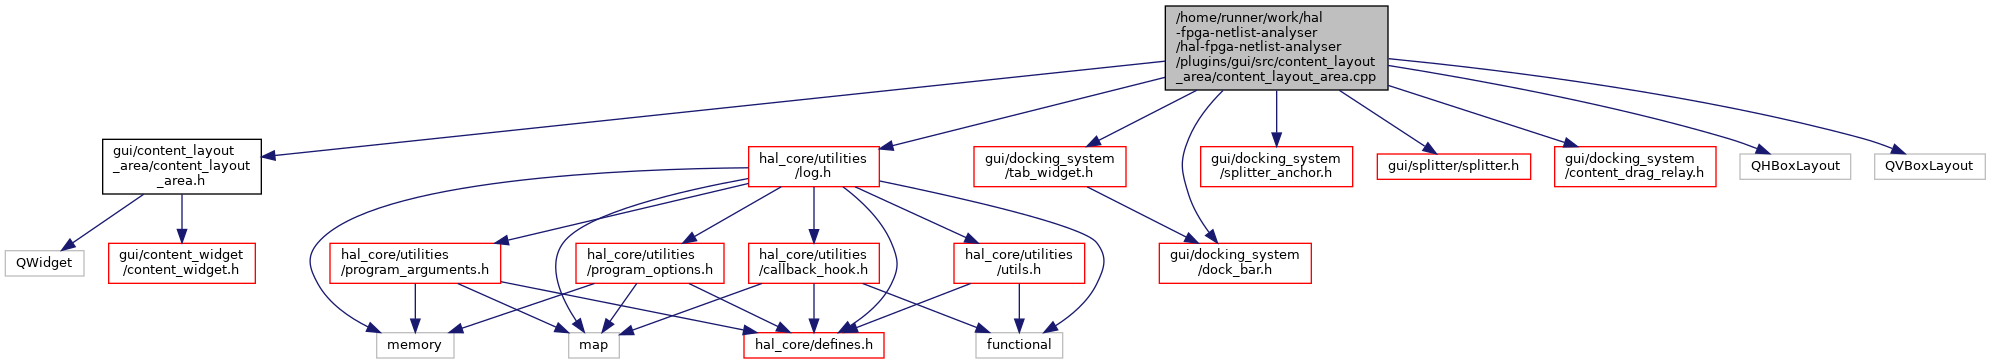 /home/runner/work/hal
-fpga-netlist-analyser
/hal-fpga-netlist-analyser
/plugins/gui/src/content_layout
_area/content_layout_area.cpp
gui/content_layout
_area/content_layout
_area.h
hal_core/utilities
/log.h
gui/docking_system
/tab_widget.h
gui/docking_system
/splitter_anchor.h
gui/splitter/splitter.h
gui/docking_system
/content_drag_relay.h
QHBoxLayout
QVBoxLayout
QWidget
gui/content_widget
/content_widget.h
hal_core/utilities
/program_arguments.h
hal_core/utilities
/program_options.h
hal_core/utilities
/callback_hook.h
hal_core/utilities
/utils.h
gui/docking_system
/dock_bar.h
memory
map
hal_core/defines.h
functional